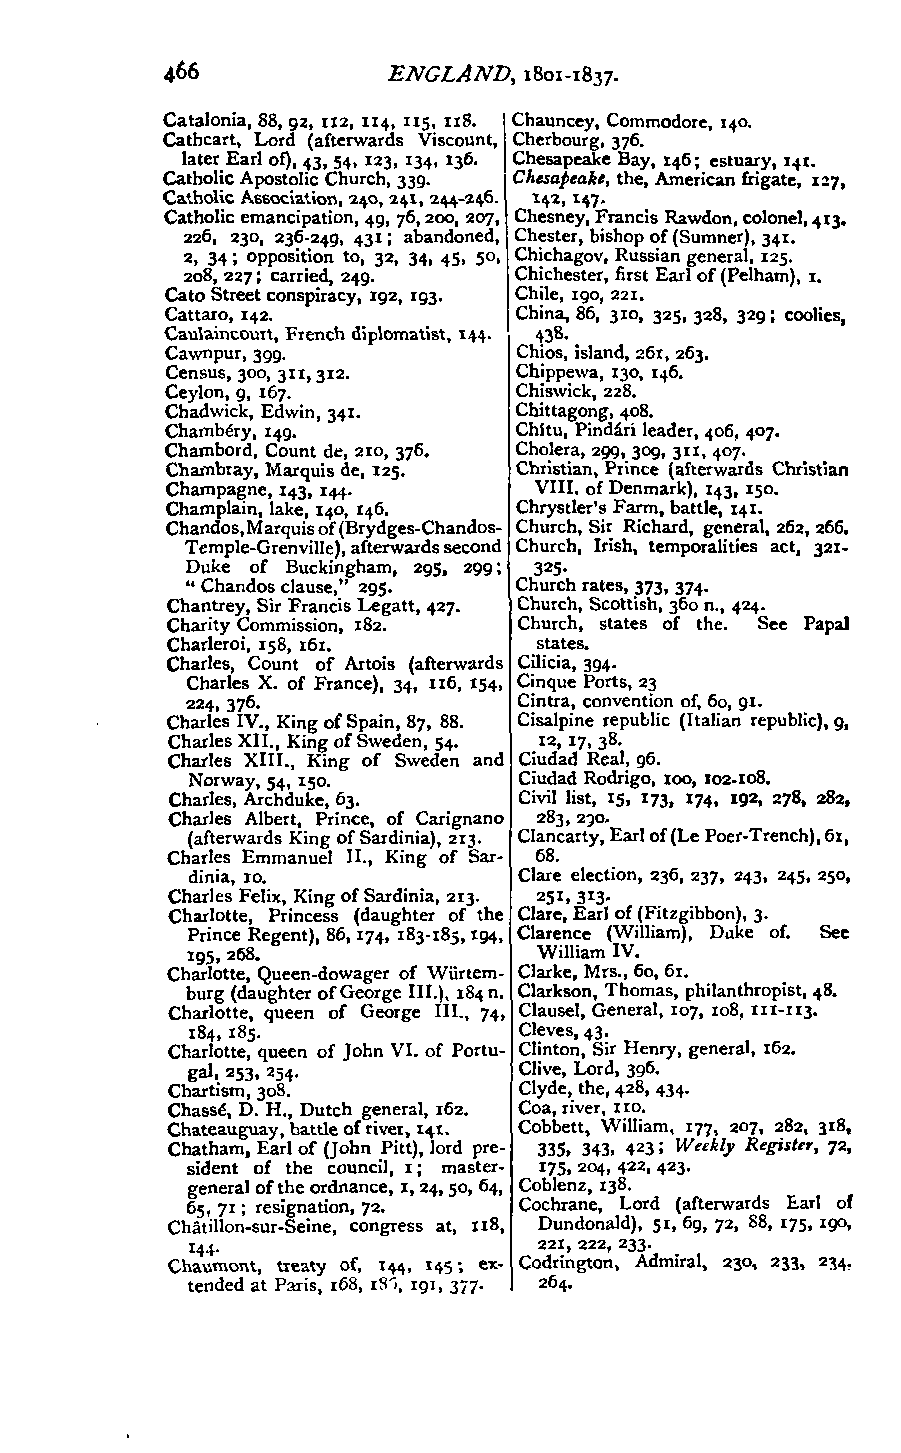 466 ENGLAND, 1801-1837.
Catalonia, 88, 92, 112, 114, 115, 118.
Cathcart, Lord (afterwards Viscount,
later Earl of), 43, 54, 123, 134, 136.
Catholic Apostolic Church, 339.
Catholic Association, 240, 241, 244-246.
Catholic emancipation, 49, 76, 200, 207,
226, 230, 236-249, 431; abandoned,
2, 34; opposition to, 32, 34, 45, 50,
208, 227; carried, 249.
Cato Street conspiracy, 192, 193.
Cattaro, 142.
Caulaincourt, French diplomatist, 144.
Cawnpur, 399.
Census, 300, 311, 312.
Ceylon, 9, 167.
Chadwick, Edwin, 341.
Chambéry, 149.
Chambord, Count de, 210, 376.
Chambray, Marquis de, 125.
Champagne, 143, 144.
Champlain, lake, 140, 146.
Chandos, Marquis of (Brydges-Chandos-
Temple-Grenville), afterwards second
Duke of Buckingham, 295, 299;
"Chandos clause," 295.
Chantrey, Sir Francis Legatt, 427.
Charity Commission, 182.
Charleroi, 158, 161.
Charles, Count of Artois (afterwards
Charles X. of France), 34, 116, 154,
224, 376.
Charles IV., King of Spain, 87, 88.
Charles XII., King of Sweden, 54.
Charles XIII., King of Sweden and
Norway, 54, 150.
Charles, Archduke, 63.
Charles Albert, Prince, of Carignano
(afterwards King of Sardinia), 213.
Charles Emmanuel II., King of Sar-
dinia, 10.
Charles Felix, King of Sardinia, 213.
Charlotte, Princess (daughter of the
Prince Regent), 86, 174, 183-185, 194,
195, 268.
Charlotte, Queen-dowager of Würtem-
burg (daughter of George III.), 184 n.
Charlotte, queen of George III., 74,
184, 185.
Charlotte, queen of John VI. of Portu-
gal, 253, 254.
Chartism, 308.
Chassé, D. H., Dutch general, 162.
Chateauguay, battle of river, 141.
Chatham, Earl of (John Pitt), lord pre-
sident of the council, 1; master-
general of the ordnance, 1, 24, 50, 64,
65, 71; resignation, 72.
Châtillon-sur-Seine, congress at, 118,
144.
Chaumont, treaty of, 144, 145; ex-
tended at Paris, 168, 191, 377.
Chauncey, Commodore, 140.
Cherbourg, 376.
Chesapeake Bay, 146; estuary, 141.
Chesapeake, the, American frigate, 127,
142, 147.
Chesney, Francis Rawdon, colonel, 413.
Chester, bishop of (Sumner), 341.
Chichagov, Russian general, 125.
Chichester, first Earl of (Pelham), 1.
Chile, 190, 221.
China, 86, 310, 325, 328, 329; coolies,
438.
Chios, island, 261, 263.
Chippewa, 130, 146.
Chiswick, 228.
Chittagong, 408.
Chítu, Pindári leader, 406, 407.
Cholera, 299, 309, 311, 407.
Christian, Prince (afterwards Christian
VIII. of Denmark), 143, 150.
Chrystler's Farm, battle, 141.
Church, Sir Richard, general, 262, 266.
Church, Irish, temporalities act, 321-
325.
Church rates, 373, 374.
Church, Scottish, 360 n., 424.
Church, states of the. See Papal
states.
Cilicia, 394.
Cinque Ports, 23
Cintra, convention of, 60, 91.
Cisalpine republic (Italian republic), 9,
12, 17, 38.
Ciudad Real, 96.
Ciudad Rodrigo, 100, 102-108.
Civil list, 15, 173, 174, 192, 278, 282,
283, 290.
Clancarty, Earl of (Le Poer-Trench), 61,
68.
Clare election, 236, 237, 243, 245, 250,
251, 313.
Clare, Earl of (Fitzgibbon), 3.
Clarence (William), Duke of. See
William IV.
Clarke, Mrs., 60, 61.
Clarkson, Thomas, philanthropist, 48.
Clausel, General, 107, 108, 111-113.
Cleves, 43.
Clinton, Sir Henry, general, 162.
Clive, Lord, 396.
Clyde, the, 428, 434.
Coa, river, 110.
Cobbett, William, 177, 207, 282, 318,
335, 343, 423; Weekly Register, 72,
175, 204, 422, 423.
Coblenz, 138.
Cochrane, Lord (afterwards Earl of
Dundonald), 51, 69, 72, 88, 175, 190,
221, 222, 233.
Codrington, Admiral, 230, 233, 234,
264.